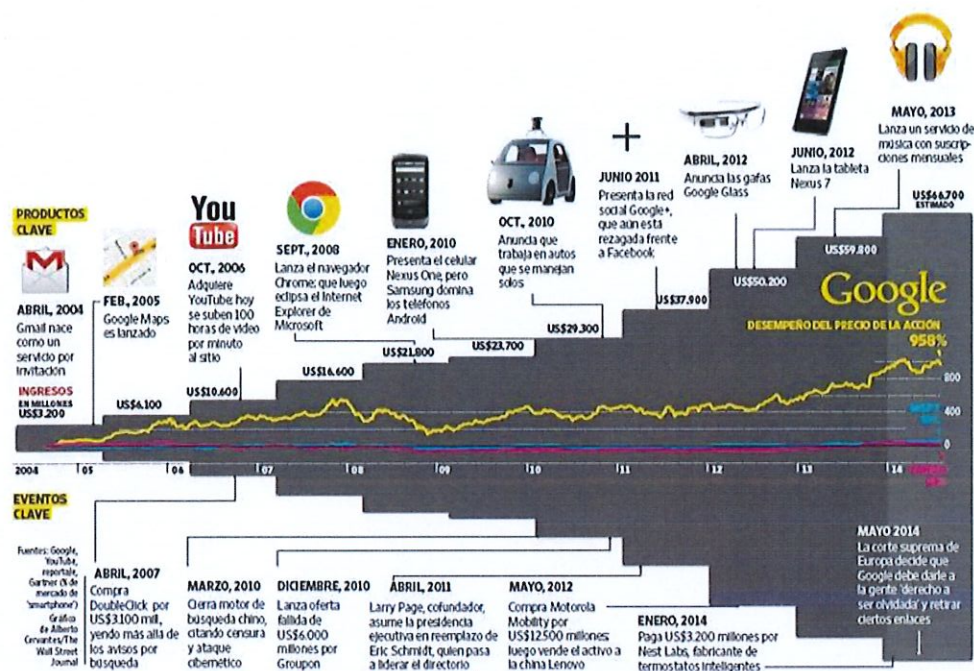 PRODUCTOS
CLAVE
ABRIL, 2004
Gmail nace
como un
servicio por
invitación
FEB., 2005
Google Maps
es lanzado
You
Tube
OCT., 2006
Adquiere
YouTube; hoy
se suben 100
horas de video
por minuto
al sitio
SEPT., 2008
Lanza el navegador
Chrome; que luego
eclipsa el Internet
Explorer de
Microsoft
ENERO, 2010
Presenta el celular
Nexus One, pero
Samsung domina
los teléfonos
Android
OCT., 2010
Anuncia que
trabaja en autos
que se manejan
solos
+
JUNIO 2011
Presenta la red
social Google+,
que aún está
rezagada frente
a Facebook
ABRIL, 2012
Anuncia las gafas
Google Glass
JUNIO, 2012
Lanza la tableta
Nexus 7
MAYO, 2013
Lanza un servicio de
música con suscrip-
ciones mensuales
INGRESOS
EN MILLONES
US$3.200
US$6.100
US$10.600
US$16.600
US$21.800
US$23.700
US$29.300
US$37.900
US$50.200
US$59.800
US$66.700
ESTIMADO
Google
DESEMPEÑO DEL PRECIO DE LA ACCIÓN
958%
800
400
0
2004
05
06
07
08
09
10
11
12
13
14
EVENTOS
CLAVE
Fuentes: Google,
YouTube,
reportaje,
Gartner (% de
mercado de
'smartphone')
Gráfico
de Alberto
Cervantes/The
Wall Street
Journal
ABRIL, 2007
Compra
DoubleClick por
US$3.100 mill,
yendo más allá de
los avisos por
búsqueda
MARZO, 2010
Cierra motor de
búsqueda chino,
citando censura
y ataque
cibernético
DICIEMBRE, 2010
Lanza oferta
fallida de
US$6.000
millones por
Groupon
ABRIL, 2011
Larry Page, cofundador,
asume la presidencia
ejecutiva en reemplazo de
Eric Schmidt, quien pasa
a liderar el directorio
MAYO, 2012
Compra Motorola
Mobility por
US$12.500 millones;
luego vende el activo a
la china Lenovo
ENERO, 2014
Paga US$3.200 millones por
Nest Labs, fabricante de
termostatos inteligentes
MAYO 2014
La corte suprema de
Europa decide que
Google debe darle a
la gente 'derecho a
ser olvidada' y retirar
ciertos enlaces